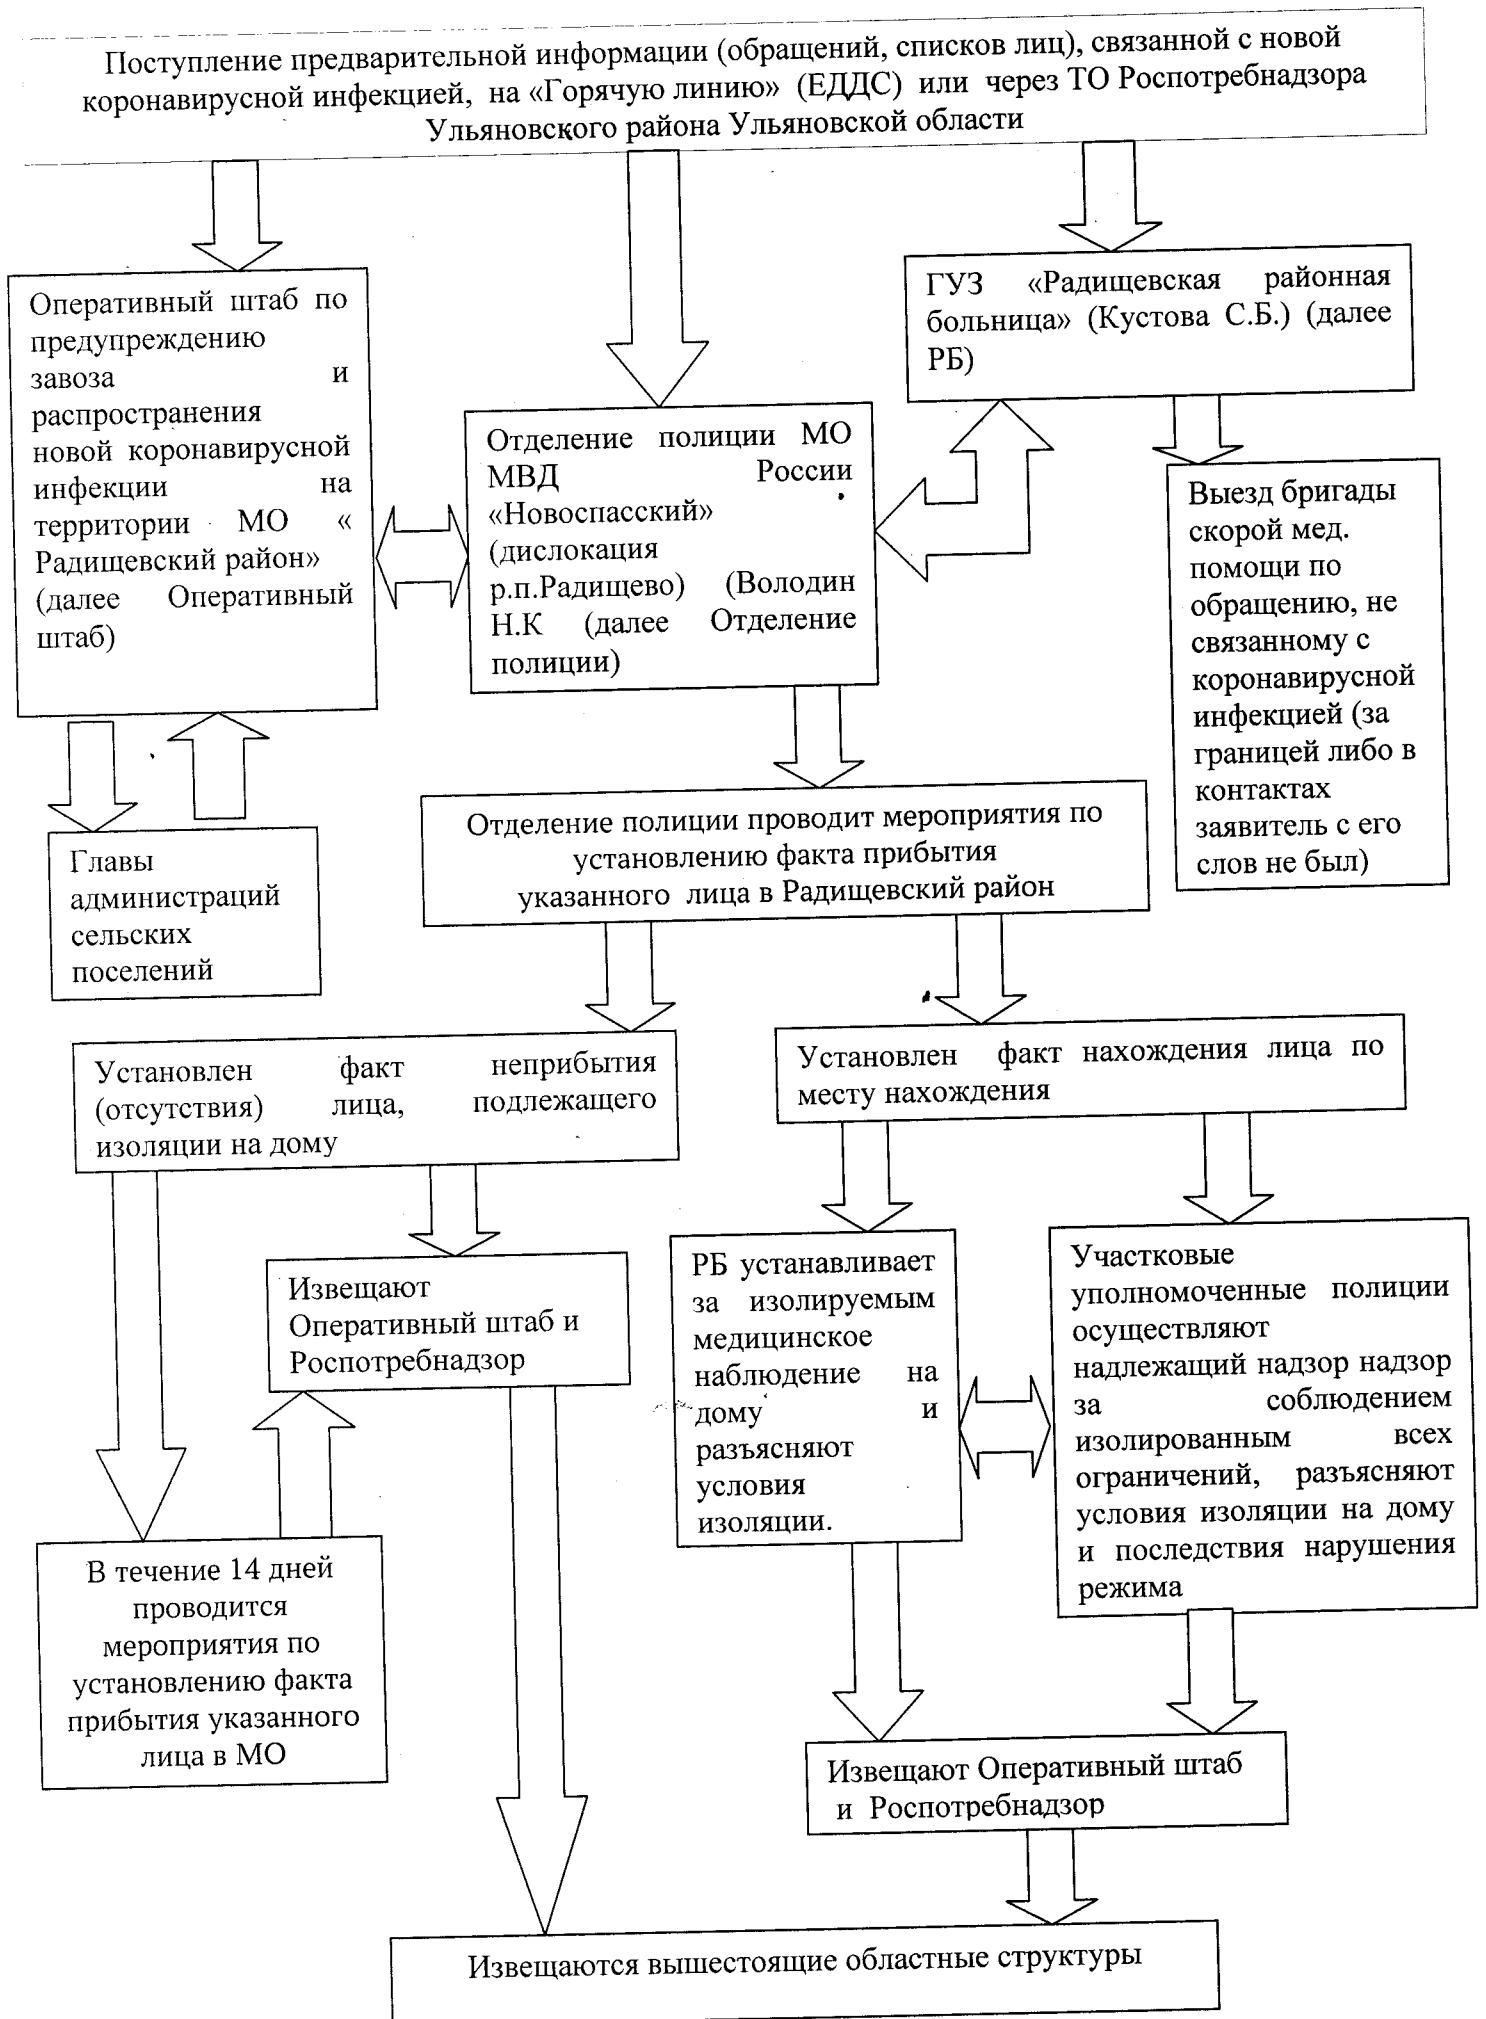 Поступление предварительной информации (обращений, списков лиц), связанной с новой
коронавирусной инфекцией, на «Горячую линию» (ЕДДС) или через ТО Роспотребнадзора
Ульяновского района Ульяновской области
Оперативный штаб по
предупреждению
завоза и
распространения
новой коронавирусной
инфекции на
территории МО «
Радищевский район»
(далее Оперативный
штаб)
Отделение полиции МО
МВД России
«Новоспасский»
(дислокация
р.п.Радищево) (Володин
Н.К (далее Отделение
полиции)
ГУЗ «Радищевская районная
больница» (Кустова С.Б.) (далее
РБ)
Выезд бригады
скорой мед.
помощи по
обращению, не
связанному с
коронавирусной
инфекцией (за
границей либо в
контактах
заявитель с его
слов не был)
Главы
администраций
сельских
поселений
Отделение полиции проводит мероприятия по
установлению факта прибытия
указанного лица в Радищевский район
Установлен факт неприбытия
(отсутствия) лица, подлежащего
изоляции на дому
Установлен факт нахождения лица по
месту нахождения
Извещают
Оперативный штаб и
Роспотребнадзор
РБ устанавливает
за изолируемым
медицинское
наблюдение на
дому и
разъясняют
условия
изоляции.
Участковые
уполномоченные полиции
осуществляют
надлежащий надзор надзор
за соблюдением
изолированным всех
ограничений, разъясняют
условия изоляции на дому
и последствия нарушения
режима
В течение 14 дней
проводится
мероприятия по
установлению факта
прибытия указанного
лица в МО
Извещают Оперативный штаб
и Роспотребнадзор
Извещаются вышестоящие областные структуры